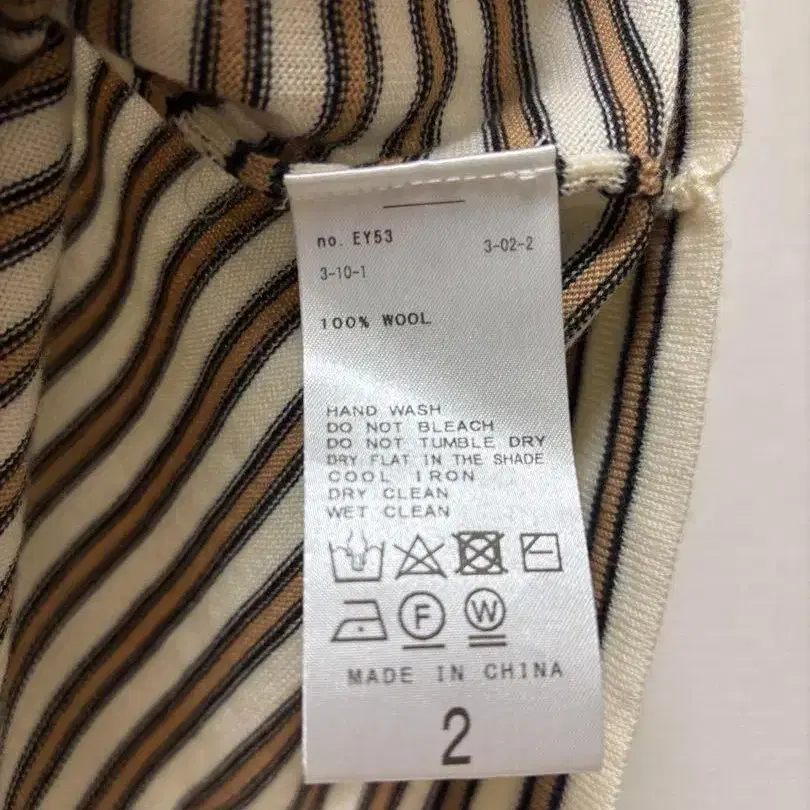 no. EY53 3-02-2
3-10-1
100% WOOL
HAND WASH
DO NOT BLEACH
DO NOT TUMBLE DRY
DRY FLAT IN THE SHADE
COOL IRON
DRY CLEAN
WET CLEAN
F W
MADE IN CHINA
2